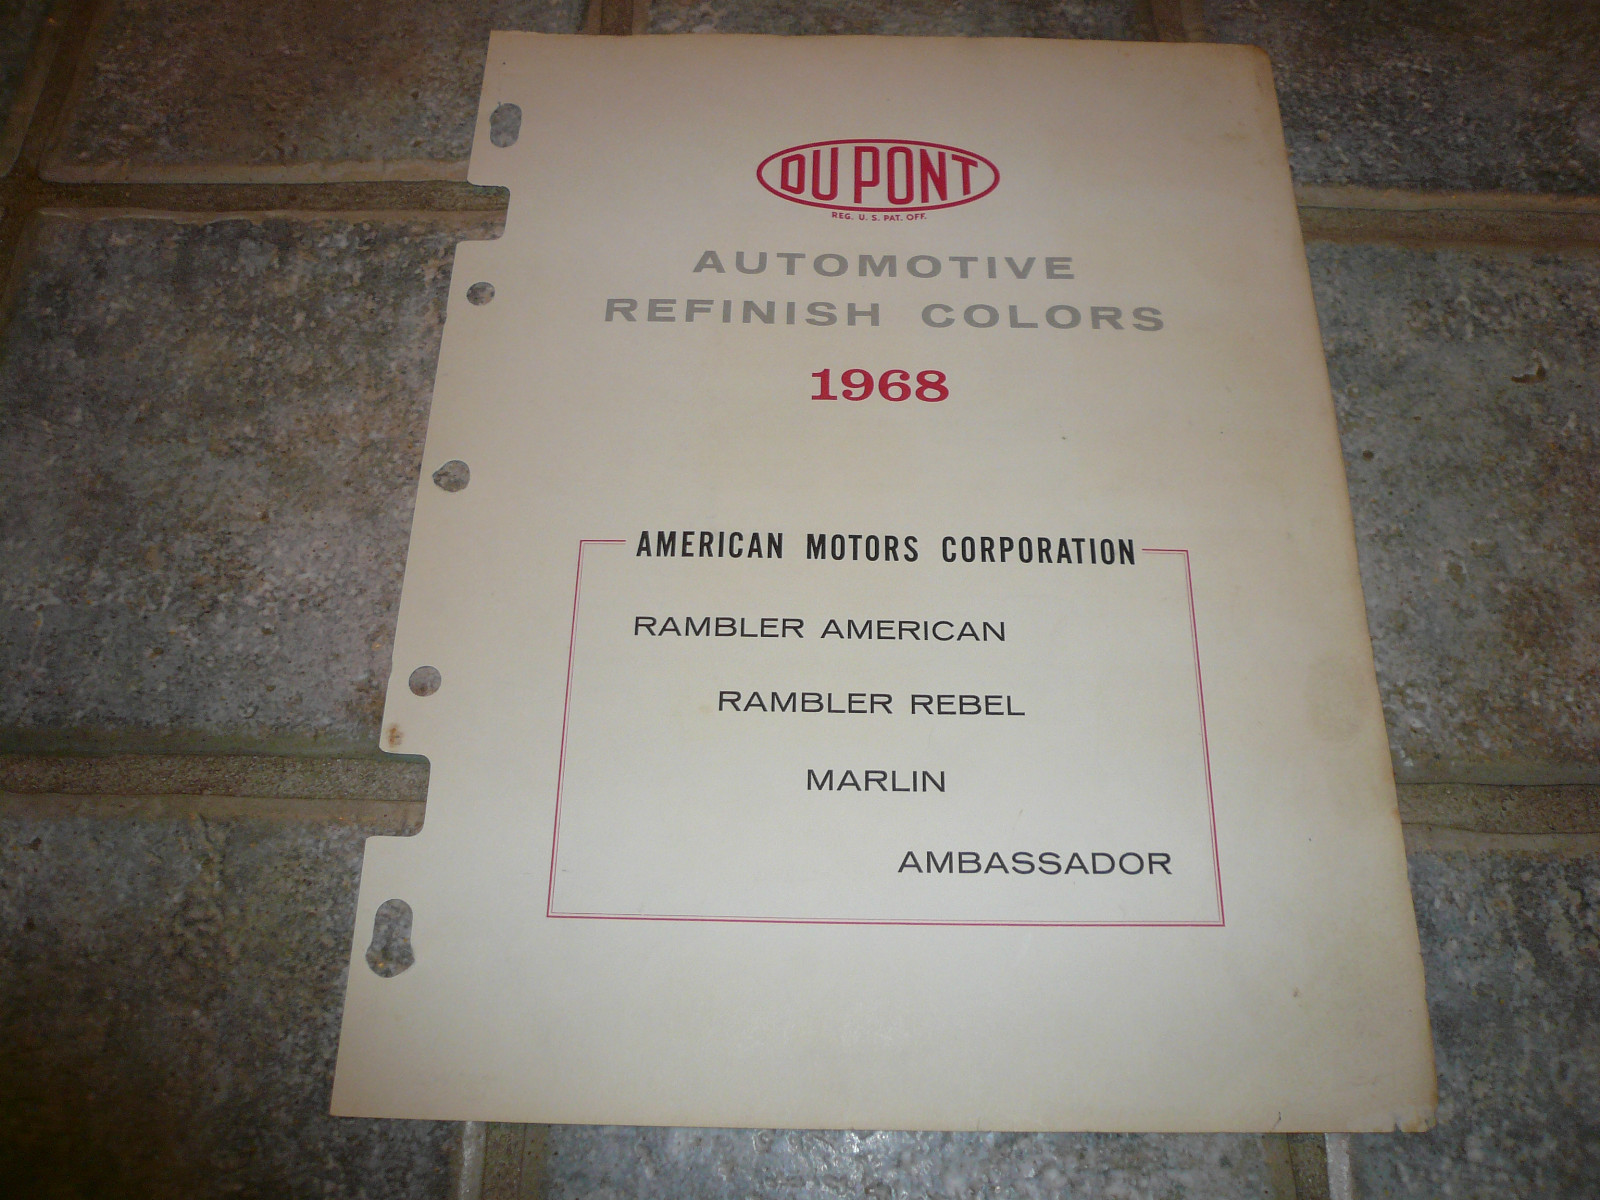 DU PONT
REG. U. S. PAT. OFF.
AUTOMOTIVE
REFINISH COLORS
1968
AMERICAN MOTORS CORPORATION
RAMBLER AMERICAN
RAMBLER REBEL
MARLIN
AMBASSADOR